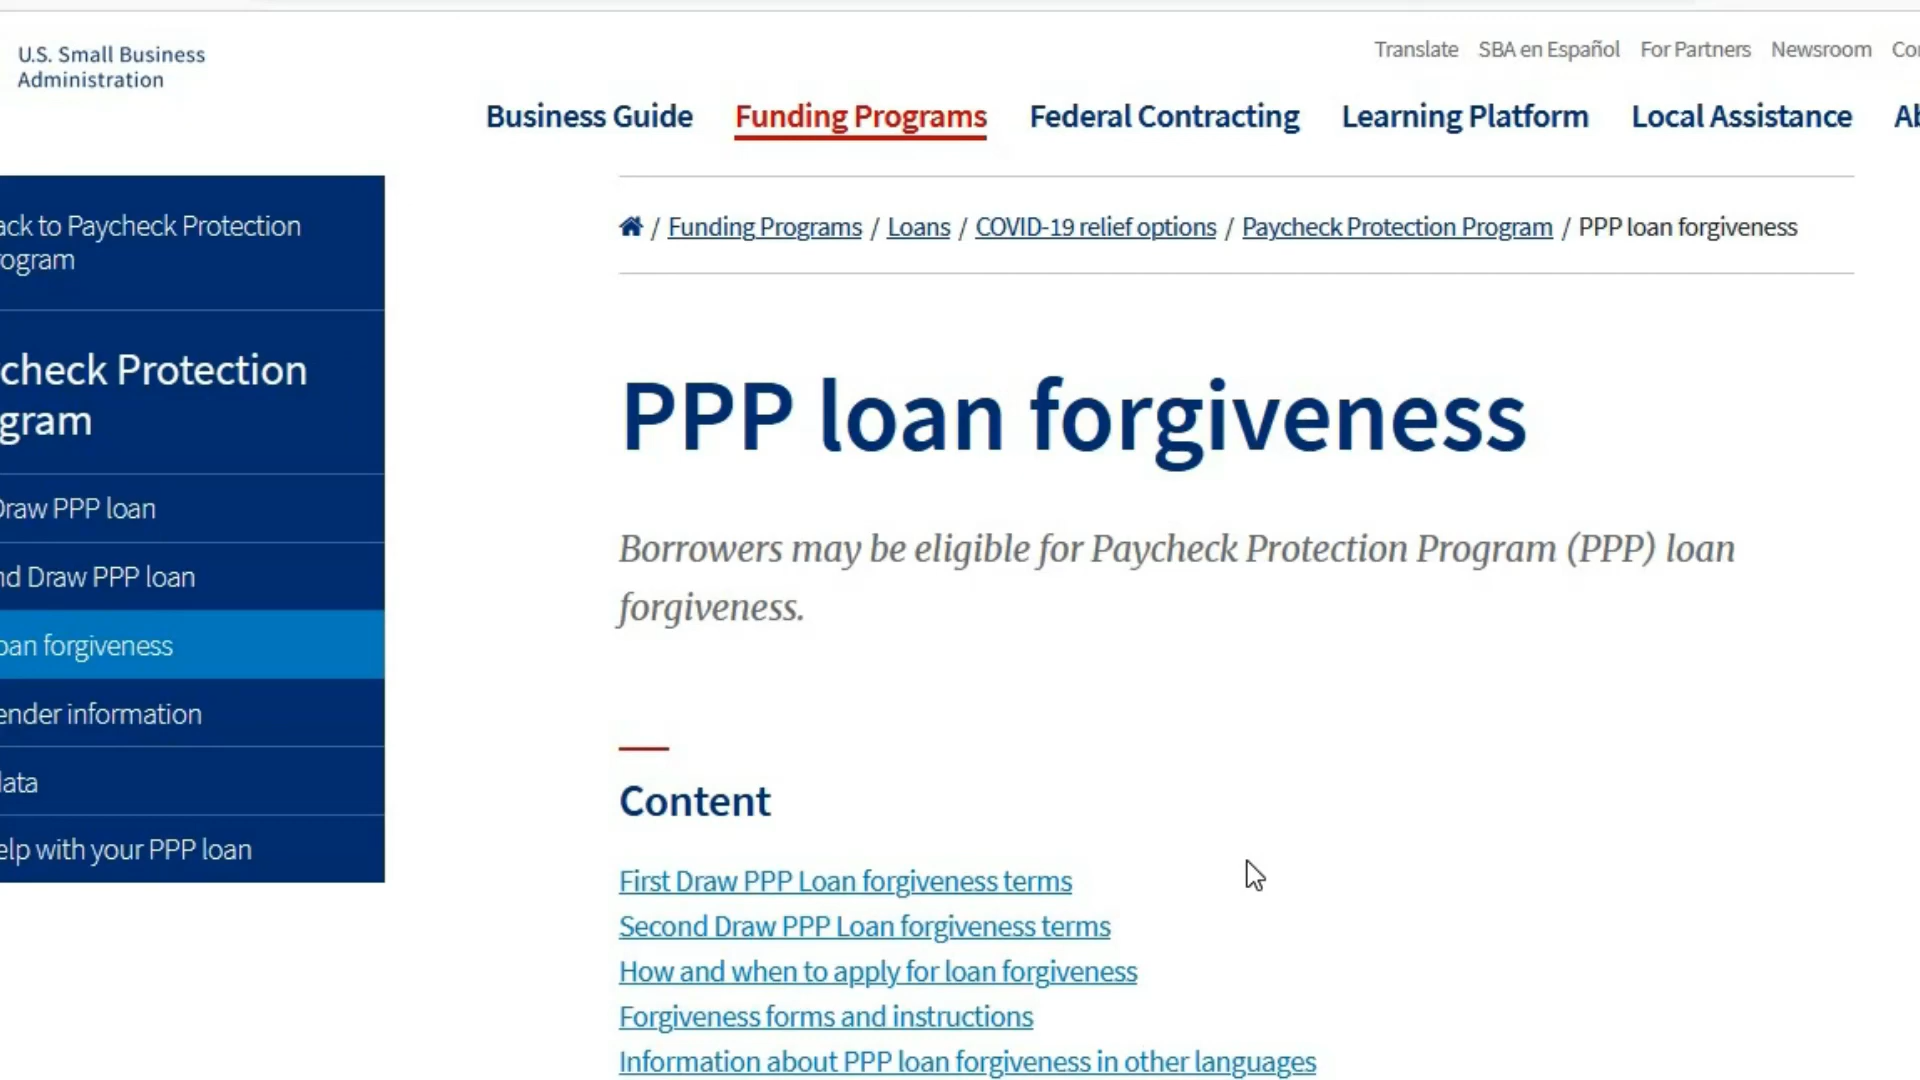 U.S. Small Business
Administration
Translate SBA en Español For Partners Newsroom
Business Guide Funding Programs Federal Contracting Learning Platform Local Assistance
ack to Paycheck Protection
ogram
check Protection
gram
Draw PPP loan
nd Draw PPP loan
oan forgiveness
ender information
data
elp with your PPP loan
/ Funding Programs / Loans / COVID-19 relief options / Paycheck Protection Program / PPP loan forgiveness
PPP loan forgiveness
Borrowers may be eligible for Paycheck Protection Program (PPP) loan
forgiveness.
Content
First Draw PPP Loan forgiveness terms
Second Draw PPP Loan forgiveness terms
How and when to apply for loan forgiveness
Forgiveness forms and instructions
Information about PPP loan forgiveness in other languages